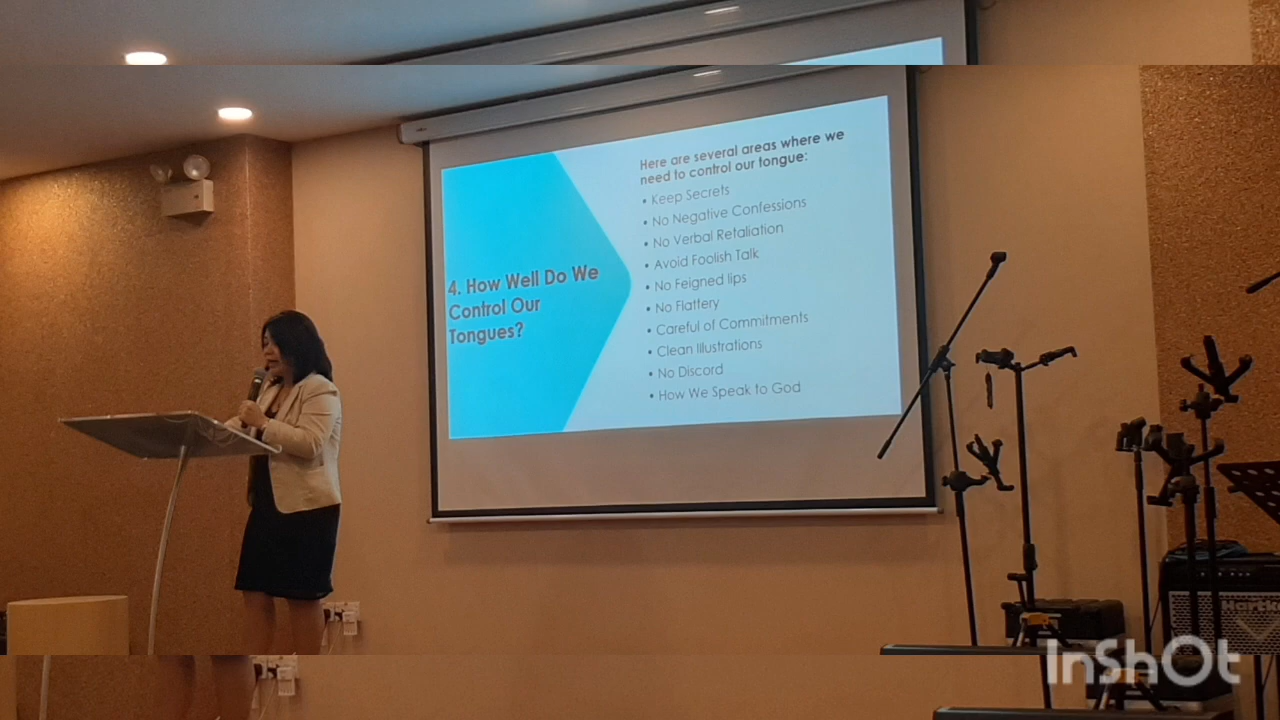 4. How Well Do We
Control Our
Tongues?
Here are several areas where we
need to control our tongue:
• Keep Secrets
• No Negative Confessions
• No Verbal Retaliation
• Avoid Foolish Talk
• No Feigned lips
• No Flattery
• Careful of Commitments
• Clean Illustrations
• No Discord
• How We Speak to God
InShOt